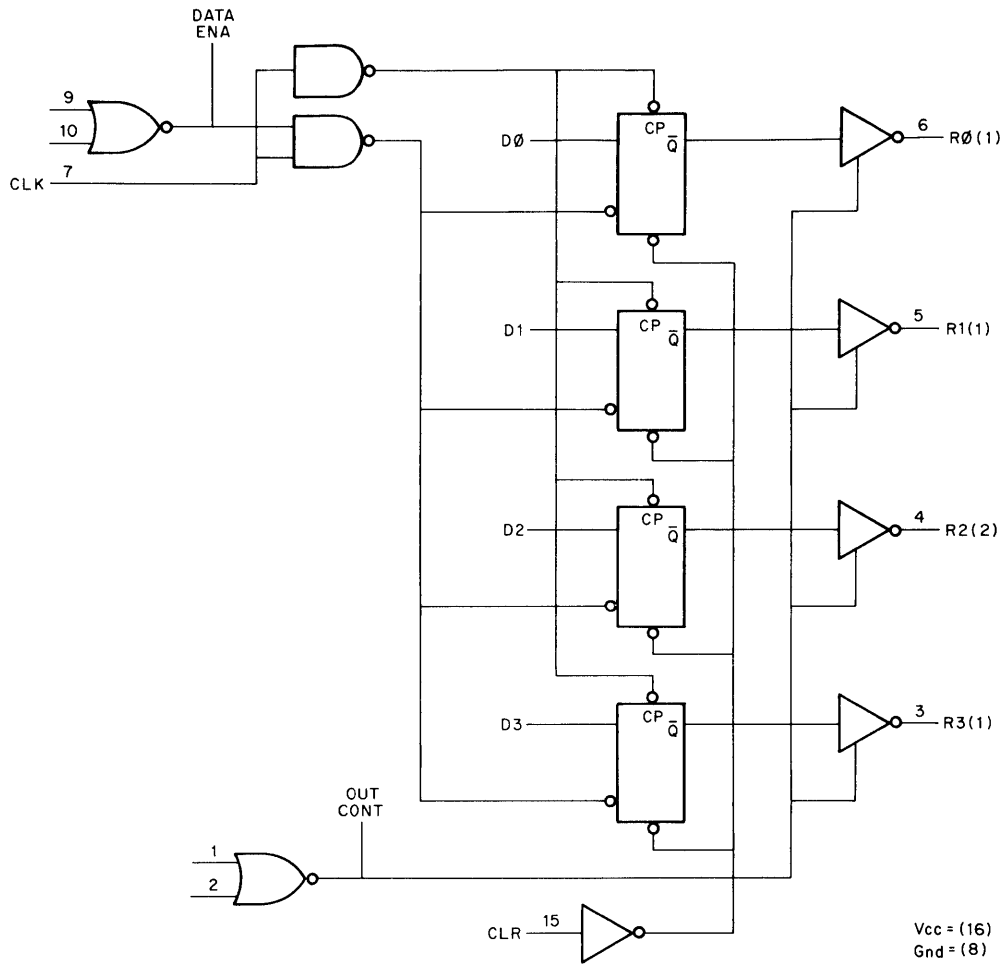 DATA
ENA
9
10
CLK 7
DØ
CP
Q̅
6
RØ(1)
D1
CP
Q̅
5
R1(1)
D2
CP
Q̅
4
R2(2)
D3
CP
Q̅
3
R3(1)
OUT
CONT
1
2
CLR 15
Vcc = (16)
Gnd = (8)